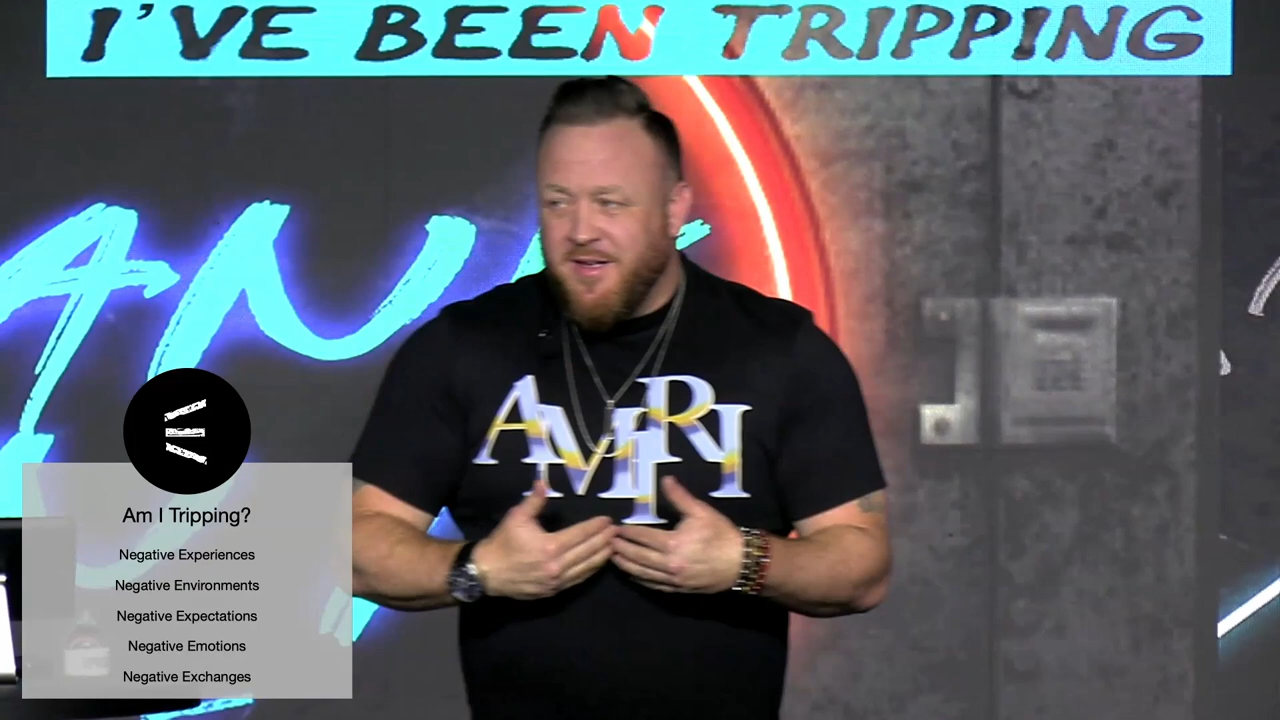 I'VE BEEN TRIPPING
AMIRI
Am I Tripping?
Negative Experiences
Negative Environments
Negative Expectations
Negative Emotions
Negative Exchanges